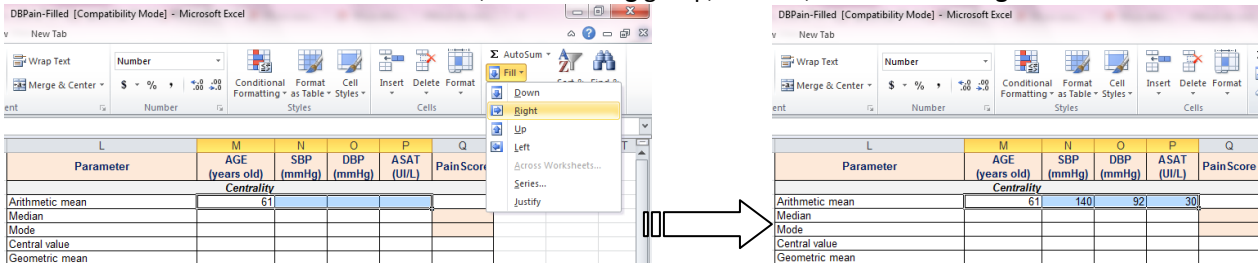 DBPain-Filled [Compatibility Mode] - Microsoft Excel
New Tab
Wrap Text
Number
Σ AutoSum
Fill
Merge & Center
$ % ,
Conditional Formatting
Format as Table
Cell Styles
Insert
Delete
Format
Number
Styles
Cells
Down
Right
Up
Left
Across Worksheets...
Series...
Justify
L M N O P Q T
Parameter AGE (years old) SBP (mmHg) DBP (mmHg) ASAT (UI/L) PainScore
Centrality
Arithmetic mean 61
Median
Mode
Central value
Geometric mean
DBPain-Filled [Compatibility Mode] - Microsoft Excel
New Tab
Wrap Text
Number
Merge & Center
$ % ,
Conditional Formatting
Format as Table
Cell Styles
Insert
Delete
Format
Number
Styles
Cells
L M N O P Q
Parameter AGE (years old) SBP (mmHg) DBP (mmHg) ASAT (UI/L) PainScore
Centrality
Arithmetic mean 61 140 92 30
Median
Mode
Central value
Geometric mean